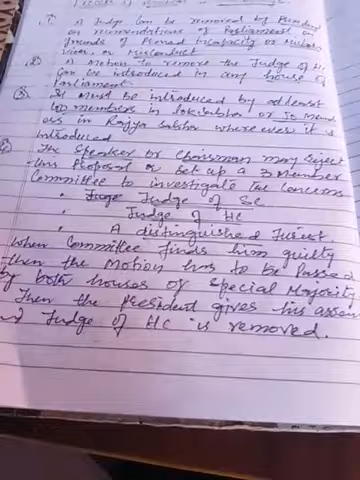 ① A Judge can be removed by President
on recommendations of Parliament on
grounds of Proved Incapacity or
or Misconduct
② A Motion to remove the Judge of HC
Can be introduced in any house of
Parliament.
③ It Must be introduced by atleast
100 members in Loksabha or 50 mem
ers in Rajya Sabha where ever it is
introduced
④ The Speaker or Chairman may reject
this Proposal or set up a 3 Member
Committee to investigate the concerns
• Judge of SC
• Judge of HC
• A distinguished Jurist
When Committee finds him guilty
then the Motion has to be Passed
by both houses of Special Majority
Then the President gives his assent
Judge of HC is removed.